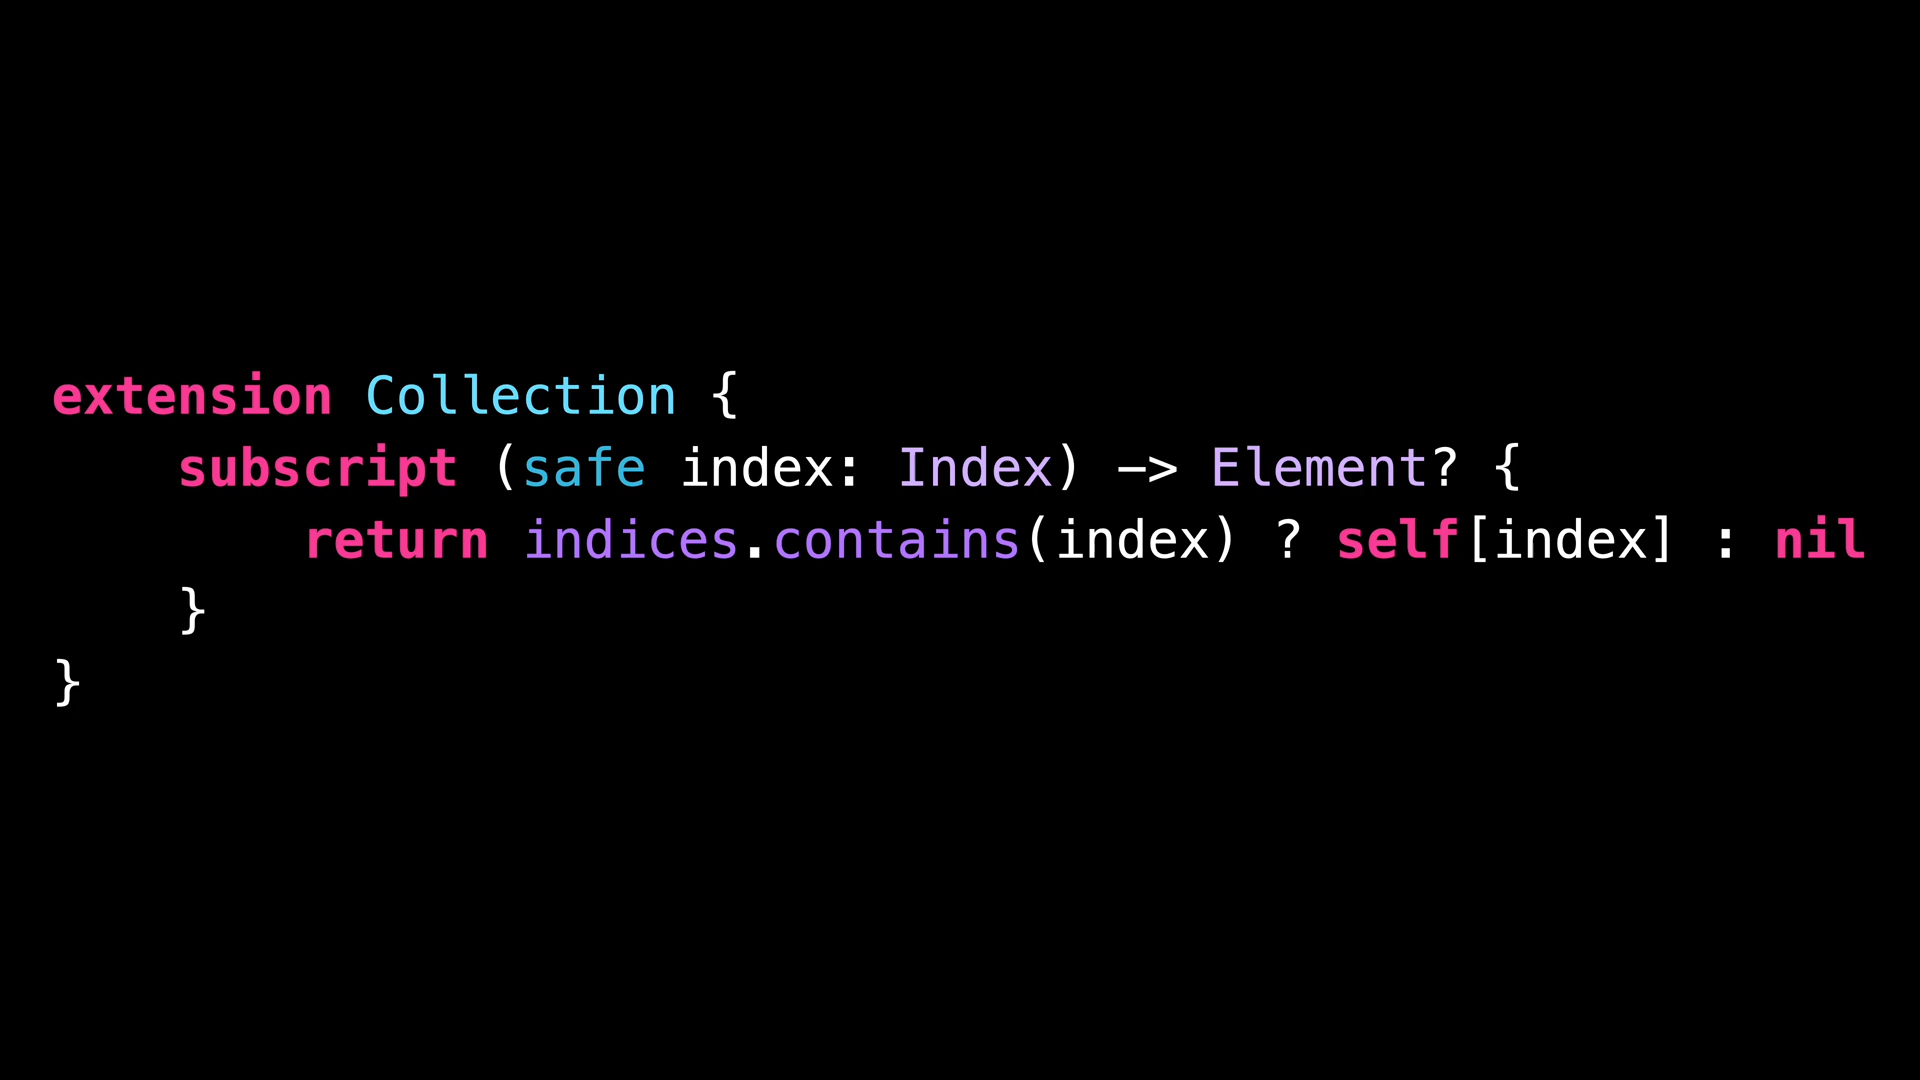 extension Collection {
    subscript (safe index: Index) -> Element? {
        return indices.contains(index) ? self[index] : nil
    }
}